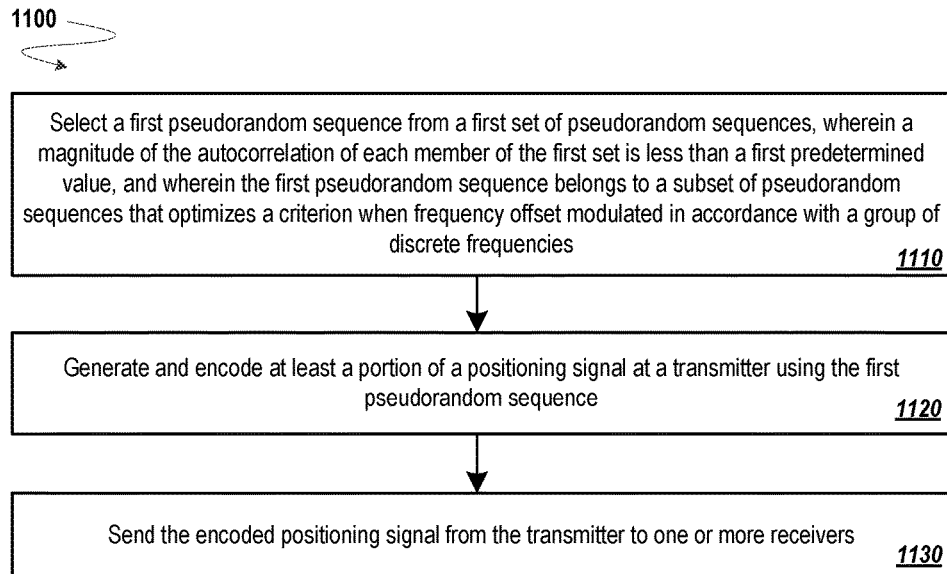 1100
Select a first pseudorandom sequence from a first set of pseudorandom sequences, wherein a
magnitude of the autocorrelation of each member of the first set is less than a first predetermined
value, and wherein the first pseudorandom sequence belongs to a subset of pseudorandom
sequences that optimizes a criterion when frequency offset modulated in accordance with a group of
discrete frequencies
1110
Generate and encode at least a portion of a positioning signal at a transmitter using the first
pseudorandom sequence
1120
Send the encoded positioning signal from the transmitter to one or more receivers
1130